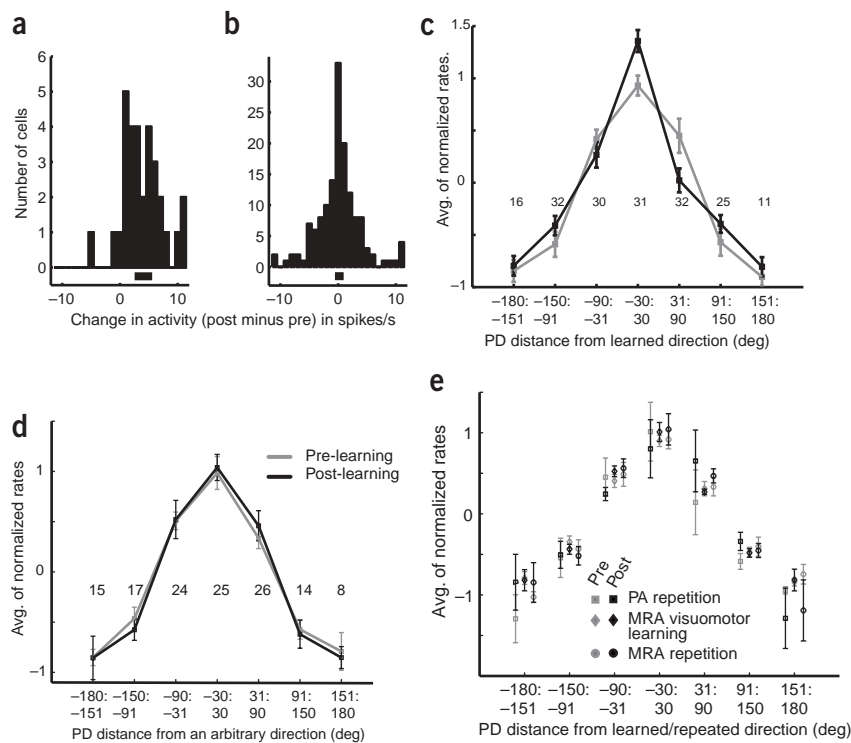 a
b
c
Number of cells
6
5
4
3
2
1
0
–10
0
10
30
25
20
15
10
5
0
–10
0
10
Change in activity (post minus pre) in spikes/s
Avg. of normalized rates.
1.5
1
0
–1
16
32
30
31
32
25
11
–180: –150: –90: –30: 31: 91: 151:
–151 –91 –31 30 90 150 180
PD distance from learned direction (deg)
d
Avg. of normalized rates
1
0
–1
Pre-learning
Post-learning
15
17
24
25
26
14
8
–180: –150: –90: –30: 31: 91: 151:
–151 –91 –31 30 90 150 180
PD distance from an arbitrary direction (deg)
e
Avg. of normalized rates
1
0
–1
Pre
Post
PA repetition
MRA visuomotor
learning
MRA repetition
–180: –150: –90: –30: 31: 91: 151:
–151 –91 –31 30 90 150 180
PD distance from learned/repeated direction (deg)